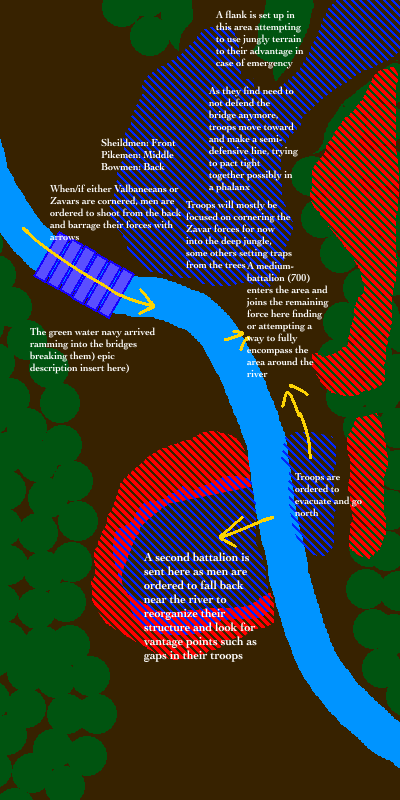 A flank is set up in
this area attempting
to use jungly terrain
to their advantage in
case of emergency
As they find need to
not defend the
bridge anymore,
troops move toward
and make a semi-
defensive line, trying
to pact tight
together possibly in
a phalanx
Sheildmen: Front
Pikemen: Middle
Bowmen: Back
When/if either Valbaneeans or
Zavars are cornered, men are
ordered to shoot from the back
and barrage their forces with
arrows
Troops will mostly be
focused on cornering the
Zavar forces for now
into the deep jungle,
some others setting traps
from the trees
A medium-
battalion (700)
enters the area and
joins the remaining
force here finding
or attempting a
way to fully
encompass the
area around the
river
The green water navy arrived
ramming into the bridges
breaking them) epic
description insert here)
Troops are
ordered to
evacuate and go
north
A second battalion is
sent here as men are
ordered to fall back
near the river to
reorganize their
structure and look for
vantage points such as
gaps in their troops